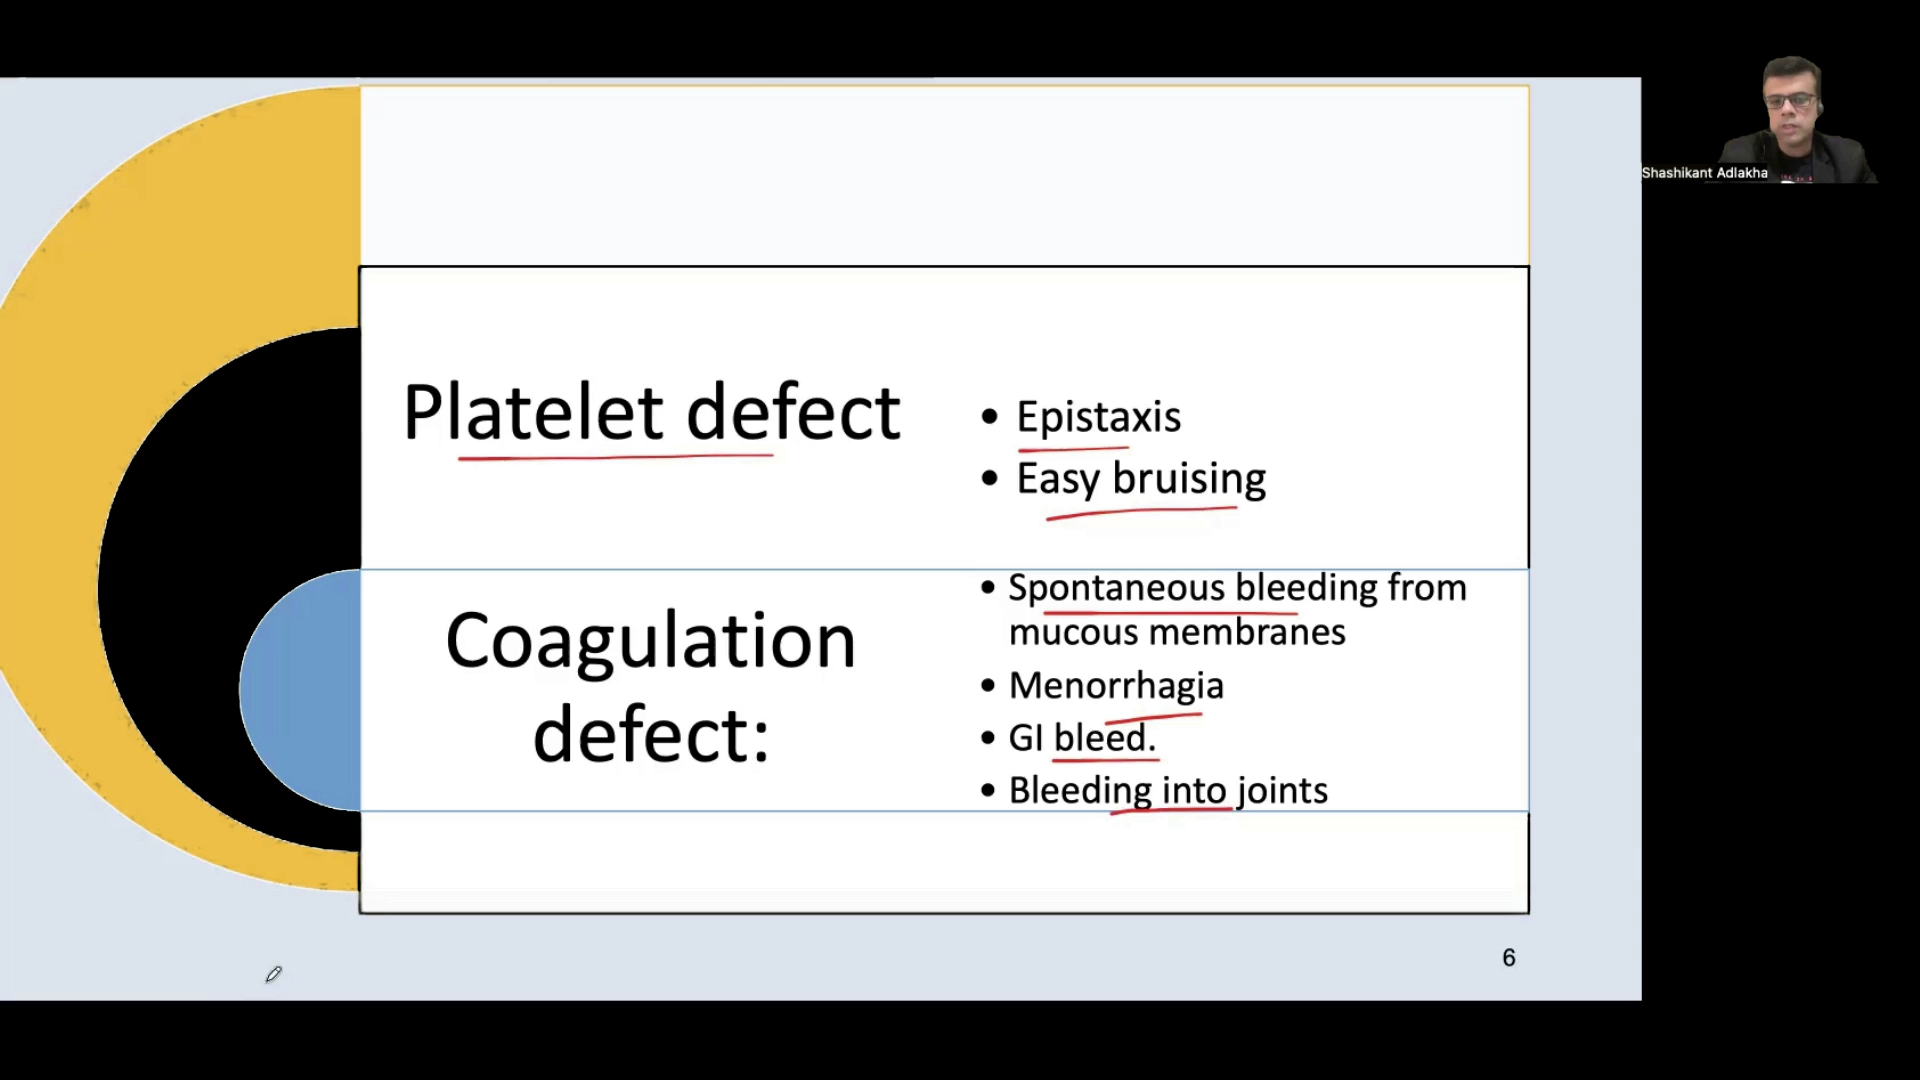 Shashikant Adlakha
Platelet defect
• Epistaxis
• Easy bruising
Coagulation
defect:
• Spontaneous bleeding from
mucous membranes
• Menorrhagia
• GI bleed.
• Bleeding into joints
6